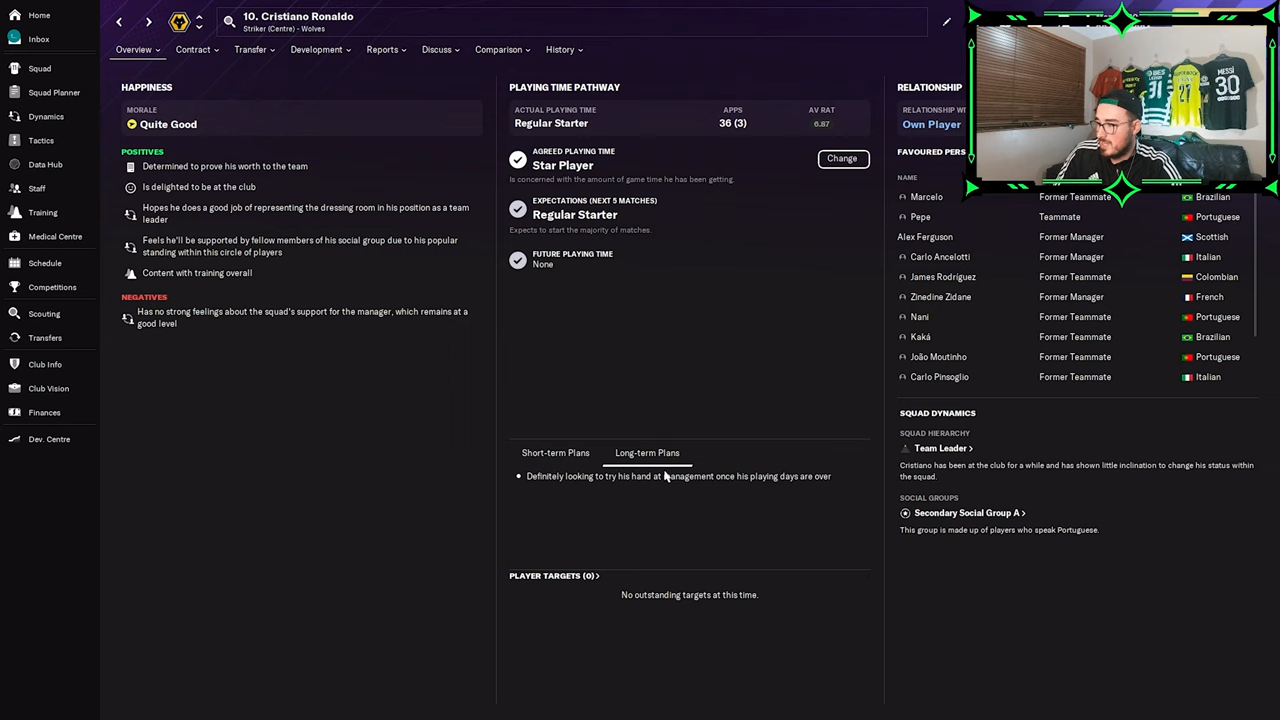 Home
Inbox
Squad
Squad Planner
Dynamics
Tactics
Data Hub
Staff
Training
Medical Centre
Schedule
Competitions
Scouting
Transfers
Club Info
Club Vision
Finances
Dev. Centre
10. Cristiano Ronaldo
Striker (Centre) - Wolves
Overview
Contract
Transfer
Development
Reports
Discuss
Comparison
History
HAPPINESS
MORALE
Quite Good
POSITIVES
Determined to prove his worth to the team
Is delighted to be at the club
Hopes he does a good job of representing the dressing room in his position as a team
leader
Feels he'll be supported by fellow members of his social group due to his popular
standing within this circle of players
Content with training overall
NEGATIVES
Has no strong feelings about the squad's support for the manager, which remains at a
good level
PLAYING TIME PATHWAY
ACTUAL PLAYING TIME
APPS
AV RAT
Regular Starter
36 (3)
6.87
AGREED PLAYING TIME
Star Player
Change
Is concerned with the amount of game time he has been getting.
EXPECTATIONS (NEXT 5 MATCHES)
Regular Starter
Expects to start the majority of matches.
FUTURE PLAYING TIME
None
Short-term Plans
Long-term Plans
Definitely looking to try his hand at management once his playing days are over
PLAYER TARGETS (0)
No outstanding targets at this time.
RELATIONSHIP
RELATIONSHIP WI
Own Player
FAVOURED PERS
NAME
Marcelo Former Teammate Brazilian
Pepe Teammate Portuguese
Alex Ferguson Former Manager Scottish
Carlo Ancelotti Former Manager Italian
James Rodríguez Former Teammate Colombian
Zinedine Zidane Former Manager French
Nani Former Teammate Portuguese
Kaká Former Teammate Brazilian
João Moutinho Former Teammate Portuguese
Carlo Pinsoglio Former Teammate Italian
SQUAD DYNAMICS
SQUAD HIERARCHY
Team Leader
Cristiano has been at the club for a while and has shown little inclination to change his status within
the squad.
SOCIAL GROUPS
Secondary Social Group A
This group is made up of players who speak Portuguese.
31
27
MESSI
30